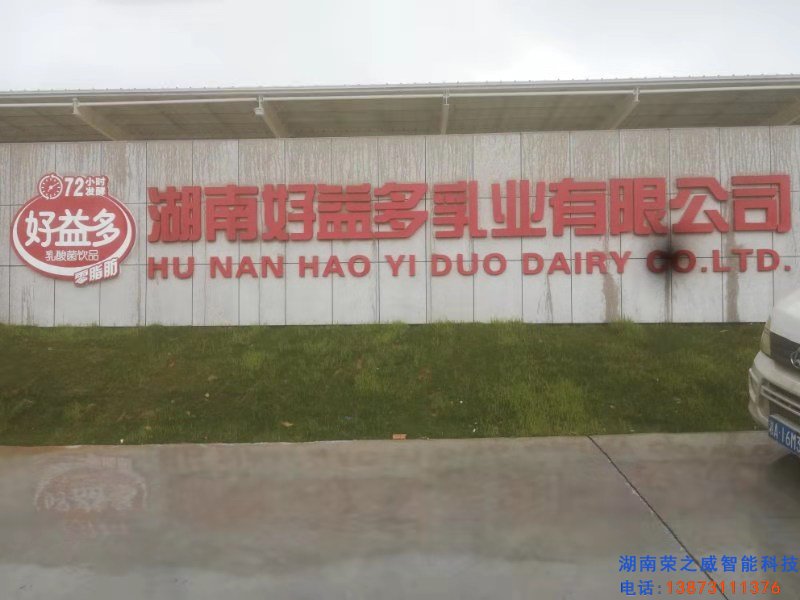 72小时发酵
好益多
乳酸菌饮品
零脂肪
湖南好益多乳业有限公司
HU NAN HAO YI DUO DAIRY CO.LTD.
A·16M
湖南荣之威智能科技
电话:13973111376